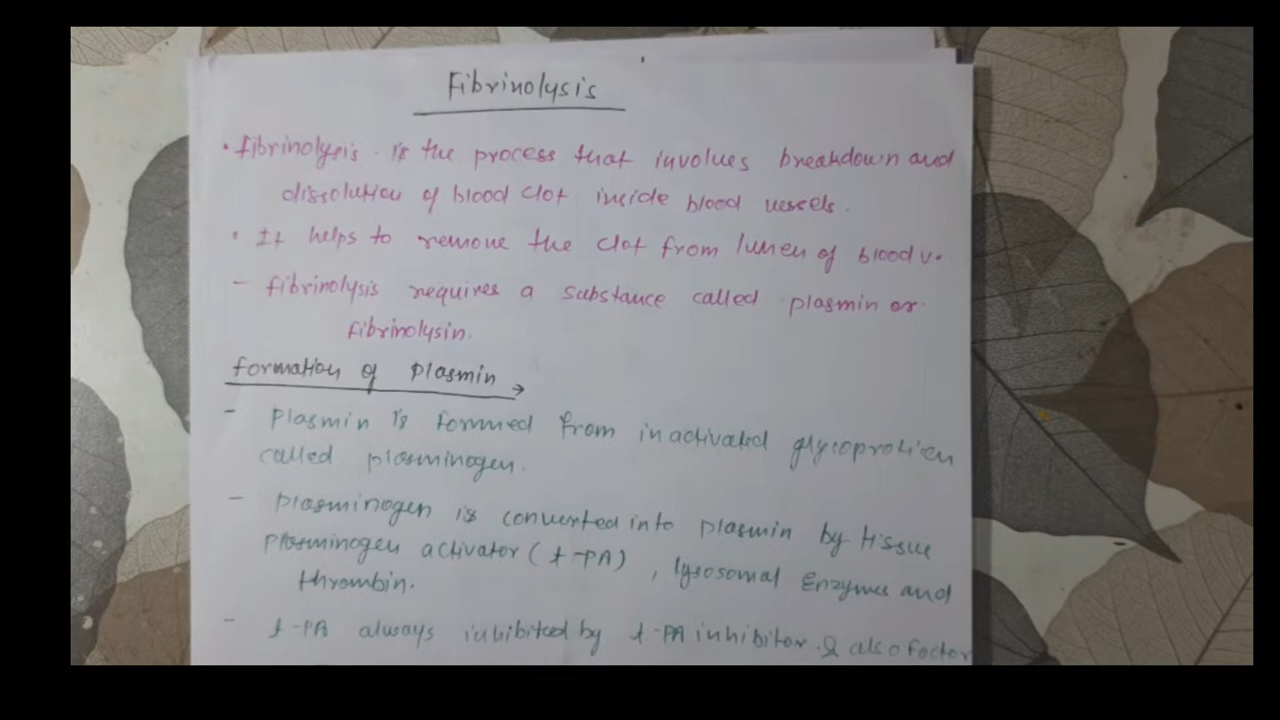 Fibrinolysis
• fibrinolysis is the process that involves breakdown and
dissolution of blood clot inside blood vessels.
• It helps to remove the clot from lumen of blood v.
- fibrinolysis requires a substance called plasmin or
fibrinolysin.
formation of plasmin →
- plasmin is formed from inactivated glycoprotien
called plasminogen.
- plasminogen is converted into plasmin by tissue
plasminogen activator (t-PA), lysosomal enzymes and
thrombin.
- t-PA always inhibited by t-PA inhibitor & also factor